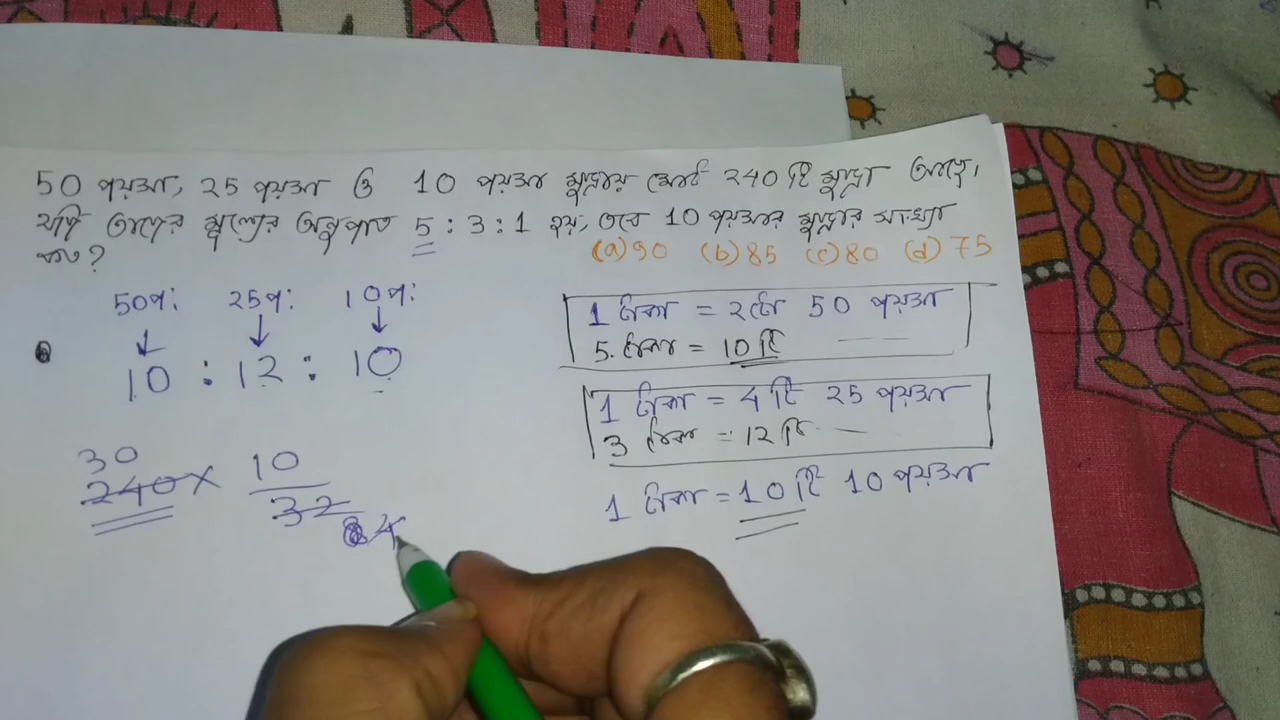 50 পয়সা, 25 পয়সা ও 10 পয়সা মুদ্রায় মোট 240 টি মুদ্রা আছে।
যদি তাদের মূল্যের অনুপাত 5 : 3 : 1 হয়, তবে 10 পয়সার মুদ্রার সংখ্যা
কত?
(a) 90 (b) 85 (c) 80 (d) 75
50প: 25প: 10প:
10 : 12 : 10
30
240 × 10
32
4
1 টাকা = 2টো 50 পয়সা
5 টাকা = 10 টি
1 টাকা = 4 টি 25 পয়সা
3 টাকা = 12 টি
1 টাকা = 10 টি 10 পয়সা